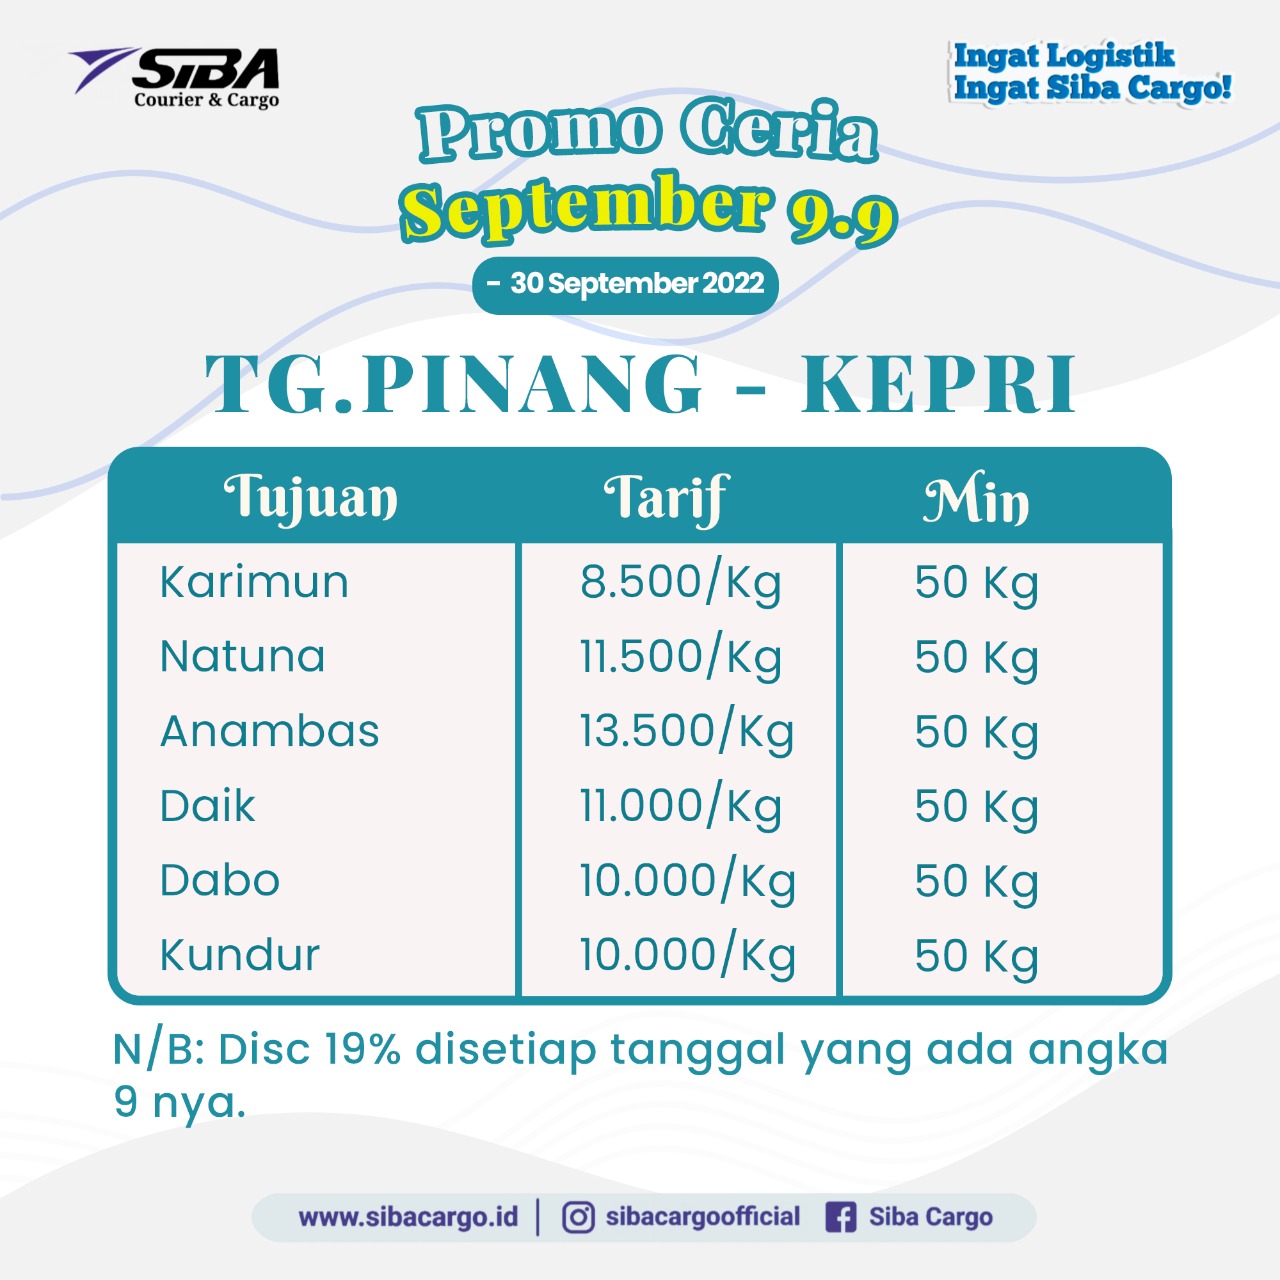 SiBA
Courier & Cargo
Ingat Logistik
Ingat Siba Cargo!
Promo Ceria
September 9.9
- 30 September 2022
TG.PINANG - KEPRI
Tujuan Tarif Min
Karimun 8.500/Kg 50 Kg
Natuna 11.500/Kg 50 Kg
Anambas 13.500/Kg 50 Kg
Daik 11.000/Kg 50 Kg
Dabo 10.000/Kg 50 Kg
Kundur 10.000/Kg 50 Kg
N/B: Disc 19% disetiap tanggal yang ada angka
9 nya.
www.sibacargo.id | sibacargoofficial Siba Cargo